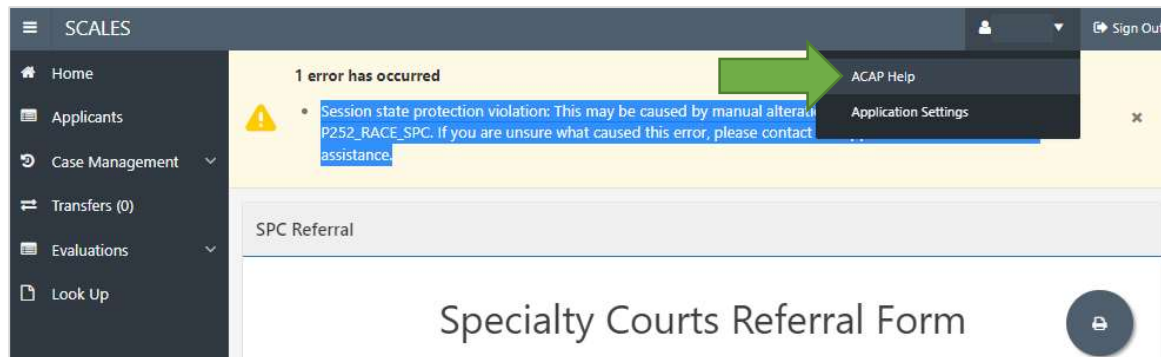 SCALES
Sign Out
Home
1 error has occurred
ACAP Help
Applicants
Session state protection violation: This may be caused by manual
Application Settings
P252_RACE_SPC. If you are unsure what caused this error, please contact
Case Management
assistance.
Transfers (0)
SPC Referral
Evaluations
Look Up
Specialty Courts Referral Form